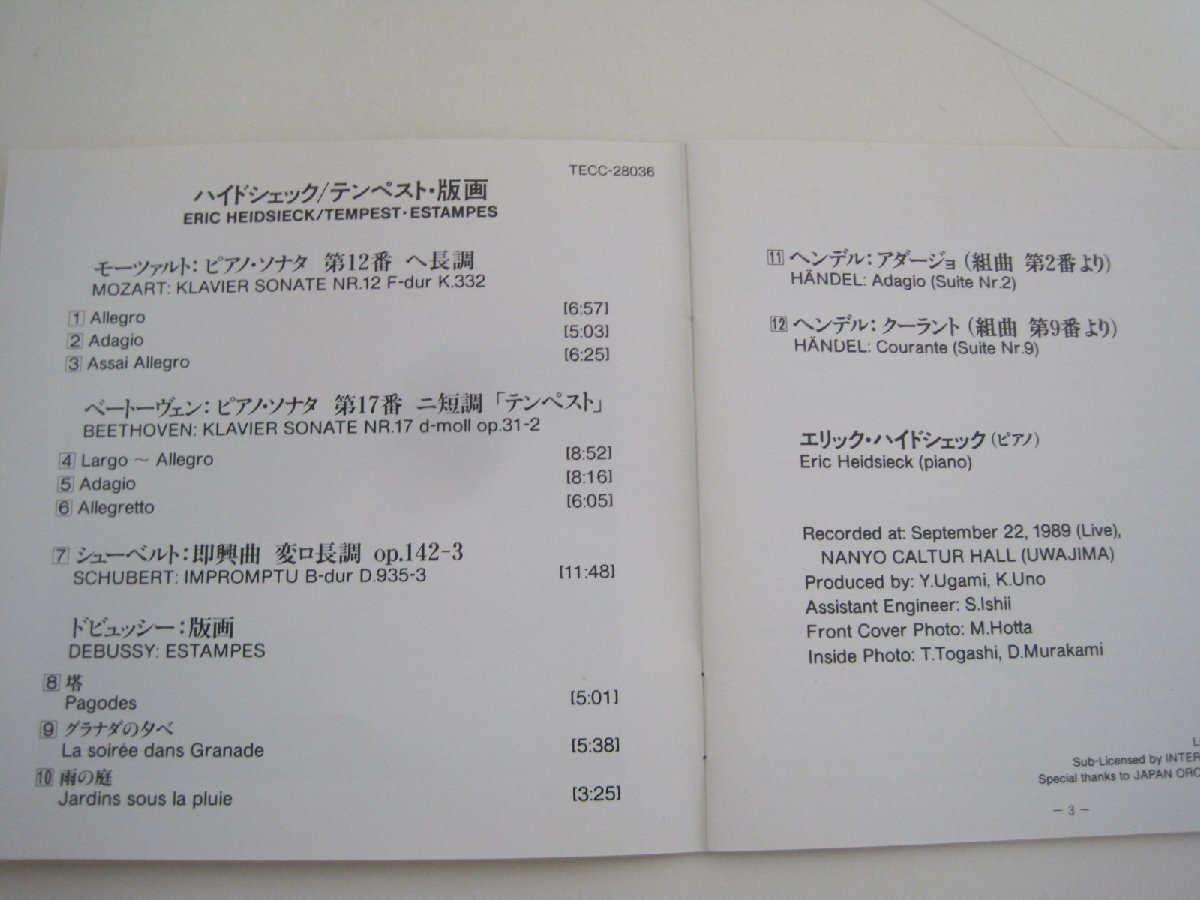 TECC-28036
ハイドシェック/テンペスト・版画
ERIC HEIDSIECK/TEMPEST・ESTAMPES
モーツァルト：ピアノ・ソナタ 第12番 ヘ長調
MOZART: KLAVIER SONATE NR.12 F-dur K.332
1 Allegro [6:57]
2 Adagio [5:03]
3 Assai Allegro [6:25]
ベートーヴェン：ピアノ・ソナタ 第17番 ニ短調「テンペスト」
BEETHOVEN: KLAVIER SONATE NR.17 d-moll op.31-2
4 Largo ～ Allegro [8:52]
5 Adagio [8:16]
6 Allegretto [6:05]
7 シューベルト：即興曲 変ロ長調 op.142-3
SCHUBERT: IMPROMPTU B-dur D.935-3 [11:48]
ドビュッシー：版画
DEBUSSY: ESTAMPES
8 塔
Pagodes [5:01]
9 グラナダの夕べ
La soirée dans Granade [5:38]
10 雨の庭
Jardins sous la pluie [3:25]
11 ヘンデル：アダージョ（組曲 第2番より）
HÄNDEL: Adagio (Suite Nr.2)
12 ヘンデル：クーラント（組曲 第9番より）
HÄNDEL: Courante (Suite Nr.9)
エリック・ハイドシェック（ピアノ）
Eric Heidsieck (piano)
Recorded at: September 22, 1989 (Live),
NANYO CALTUR HALL (UWAJIMA)
Produced by: Y.Ugami, K.Uno
Assistant Engineer: S.Ishii
Front Cover Photo: M.Hotta
Inside Photo: T.Togashi, D.Murakami
Sub-Licensed by
Special thanks to JAPAN
－3－